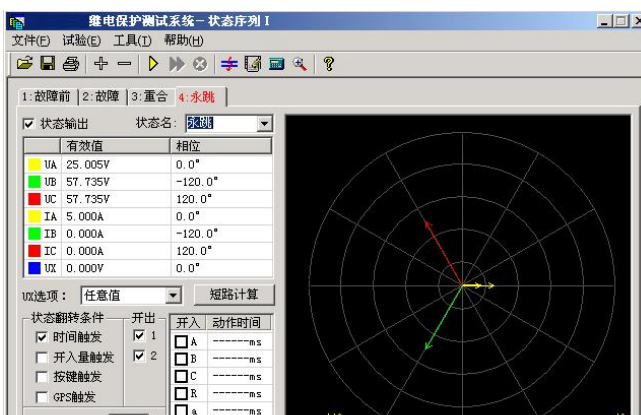 继电保护测试系统-状态序列 I
文件(F) 试验(E) 工具(T) 帮助(H)
1:故障前 2:故障 3:重合 4:永跳
状态输出 状态名: 永跳
有效值 相位
UA 25.005V 0.0°
UB 57.735V -120.0°
UC 57.735V 120.0°
IA 5.000A 0.0°
IB 0.000A -120.0°
IC 0.000A 120.0°
UX 0.000V 0.0°
UX选项: 任意值 短路计算
状态翻转条件 开出 开入 动作时间
时间触发 1 A ------ms
开入量触发 2 B ------ms
按键触发 C ------ms
GPS触发 R ------ms
a ------ms